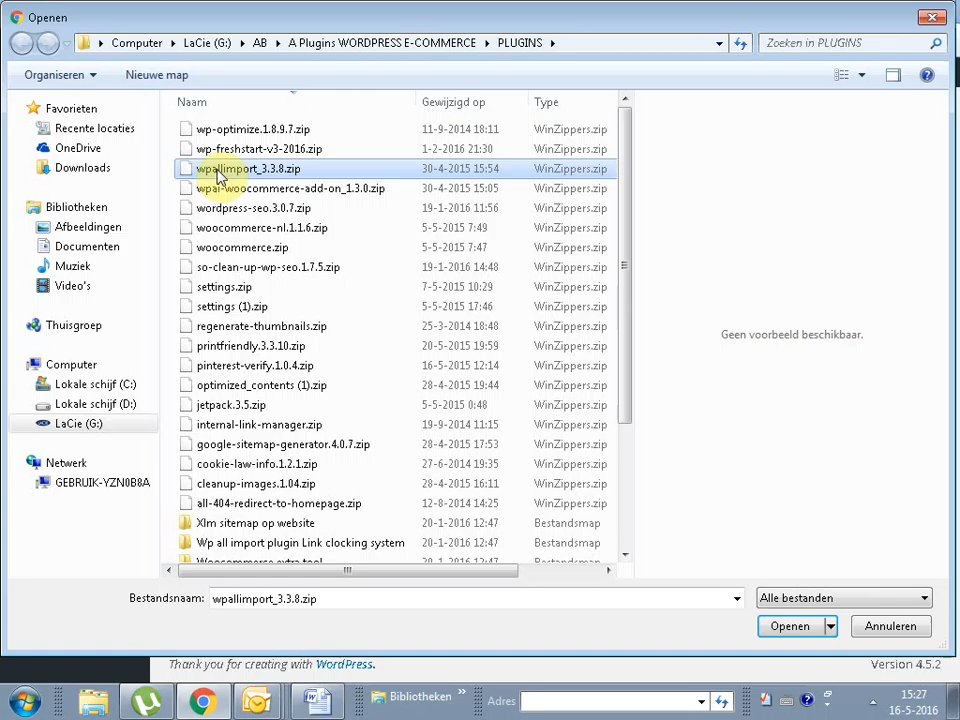 Openen
Computer
LaCie (G:)
AB
A Plugins WORDPRESS E-COMMERCE
PLUGINS
Zoeken in PLUGINS
Organiseren
Nieuwe map
Naam
Gewijzigd op
Type
Favorieten
Recente locaties
OneDrive
Downloads
Bibliotheken
Afbeeldingen
Documenten
Muziek
Video's
Thuisgroep
Computer
Lokale schijf (C:)
Lokale schijf (D:)
LaCie (G:)
Netwerk
GEBRUIK-YZN0B8A
wp-optimize.1.8.9.7.zip 11-9-2014 18:11 WinZippers.zip
wp-freshstart-v3-2016.zip 1-2-2016 21:30 WinZippers.zip
wpallimport_3.3.8.zip 30-4-2015 15:54 WinZippers.zip
wpai-woocommerce-add-on_1.3.0.zip 30-4-2015 15:05 WinZippers.zip
wordpress-seo.3.0.7.zip 19-1-2016 11:56 WinZippers.zip
woocommerce-nl.1.1.6.zip 5-5-2015 7:49 WinZippers.zip
woocommerce.zip 5-5-2015 7:47 WinZippers.zip
so-clean-up-wp-seo.1.7.5.zip 19-1-2016 14:48 WinZippers.zip
settings.zip 7-5-2015 10:29 WinZippers.zip
settings (1).zip 5-5-2015 17:46 WinZippers.zip
regenerate-thumbnails.zip 25-3-2014 18:48 WinZippers.zip
printfriendly.3.3.10.zip 20-5-2015 19:59 WinZippers.zip
pinterest-verify.1.0.4.zip 16-5-2015 12:14 WinZippers.zip
optimized_contents (1).zip 28-4-2015 19:44 WinZippers.zip
jetpack.3.5.zip 5-5-2015 0:48 WinZippers.zip
internal-link-manager.zip 19-9-2014 11:15 WinZippers.zip
google-sitemap-generator.4.0.7.zip 28-4-2015 17:53 WinZippers.zip
cookie-law-info.1.2.1.zip 27-6-2014 19:35 WinZippers.zip
cleanup-images.1.04.zip 28-4-2015 16:11 WinZippers.zip
all-404-redirect-to-homepage.zip 12-8-2014 14:25 WinZippers.zip
Xlm sitemap op website 20-1-2016 12:47 Bestandsmap
Wp all import plugin Link clocking system 20-1-2016 12:47 Bestandsmap
Woocommerce extra tool 20-1-2016 12:47 Bestandsmap
Geen voorbeeld beschikbaar.
Bestandsnaam: wpallimport_3.3.8.zip
Alle bestanden
Openen
Annuleren
Thank you for creating with WordPress.
Version 4.5.2
Bibliotheken
Adres
15:27
16-5-2016